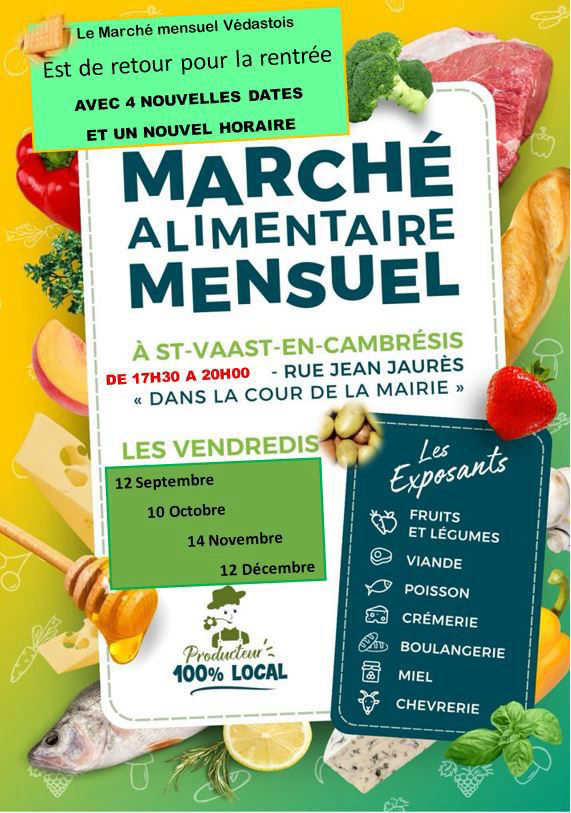 Le Marché mensuel Védastois
Est de retour pour la rentrée
AVEC 4 NOUVELLES DATES
ET UN NOUVEL HORAIRE
MARCHÉ
ALIMENTAIRE
MENSUEL
À ST-VAAST-EN-CAMBRÉSIS
DE 17H30 A 20H00 - RUE JEAN JAURÈS
« DANS LA COUR DE LA MAIRIE »
LES VENDREDIS
12 Septembre
10 Octobre
14 Novembre
12 Décembre
Les
Exposants
FRUITS
ET LÉGUMES
VIANDE
POISSON
CRÉMERIE
BOULANGERIE
MIEL
CHEVRERIE
Producteur
100% LOCAL